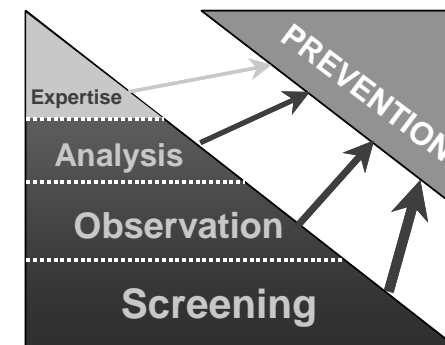 PREVENTION
Expertise
Analysis
Observation
Screening